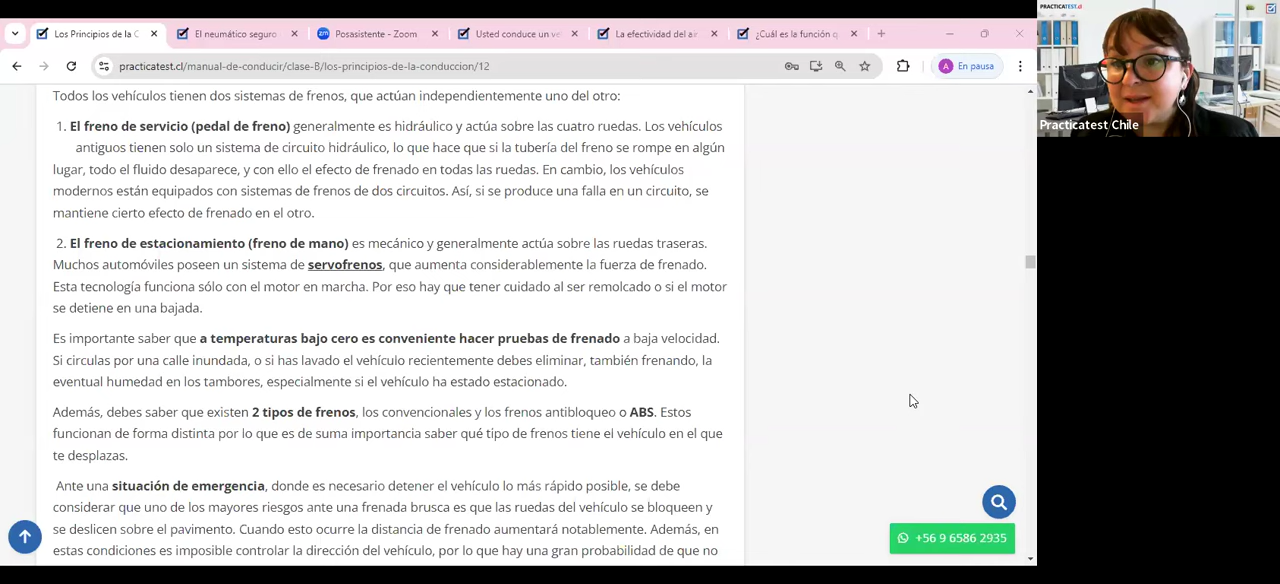 Los Principios de la C
El neumático seguro
Posasistente - Zoom
Usted conduce un ve
La efectividad del ai
¿Cuál es la función q
practicatest.cl/manual-de-conducir/clase-B/los-principios-de-la-conduccion/12
A En pausa
PRACTICATEST.cl
Practicatest Chile
Todos los vehículos tienen dos sistemas de frenos, que actúan independientemente uno del otro:
1. El freno de servicio (pedal de freno) generalmente es hidráulico y actúa sobre las cuatro ruedas. Los vehículos
antiguos tienen solo un sistema de circuito hidráulico, lo que hace que si la tubería del freno se rompe en algún
lugar, todo el fluido desaparece, y con ello el efecto de frenado en todas las ruedas. En cambio, los vehículos
modernos están equipados con sistemas de frenos de dos circuitos. Así, si se produce una falla en un circuito, se
mantiene cierto efecto de frenado en el otro.
2. El freno de estacionamiento (freno de mano) es mecánico y generalmente actúa sobre las ruedas traseras.
Muchos automóviles poseen un sistema de servofrenos, que aumenta considerablemente la fuerza de frenado.
Esta tecnología funciona sólo con el motor en marcha. Por eso hay que tener cuidado al ser remolcado o si el motor
se detiene en una bajada.
Es importante saber que a temperaturas bajo cero es conveniente hacer pruebas de frenado a baja velocidad.
Si circulas por una calle inundada, o si has lavado el vehículo recientemente debes eliminar, también frenando, la
eventual humedad en los tambores, especialmente si el vehículo ha estado estacionado.
Además, debes saber que existen 2 tipos de frenos, los convencionales y los frenos antibloqueo o ABS. Estos
funcionan de forma distinta por lo que es de suma importancia saber qué tipo de frenos tiene el vehículo en el que
te desplazas.
Ante una situación de emergencia, donde es necesario detener el vehículo lo más rápido posible, se debe
considerar que uno de los mayores riesgos ante una frenada brusca es que las ruedas del vehículo se bloqueen y
se deslicen sobre el pavimento. Cuando esto ocurre la distancia de frenado aumentará notablemente. Además, en
estas condiciones es imposible controlar la dirección del vehículo, por lo que hay una gran probabilidad de que no
+56 9 6586 2935